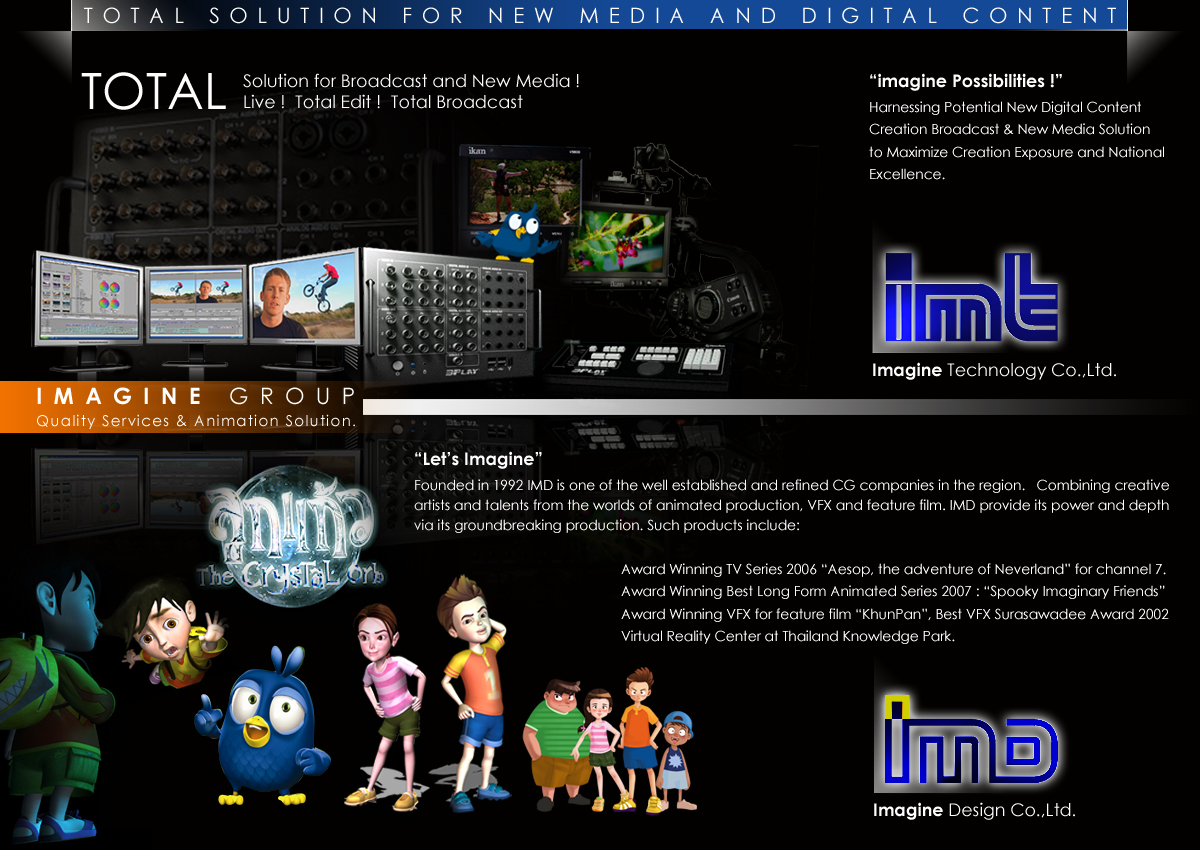 TOTAL SOLUTION FOR NEW MEDIA AND DIGITAL CONTENT
TOTAL
Solution for Broadcast and New Media !
Live ! Total Edit ! Total Broadcast
“imagine Possibilities !”
Harnessing Potential New Digital Content
Creation Broadcast & New Media Solution
to Maximize Creation Exposure and National
Excellence.
ikan
ikan
Canon
3PLAY
3PLAY
imt
Imagine Technology Co.,Ltd.
IMAGINE GROUP
Quality Services & Animation Solution.
“Let’s Imagine”
Founded in 1992 IMD is one of the well established and refined CG companies in the region. Combining creative
artists and talents from the worlds of animated production, VFX and feature film. IMD provide its power and depth
via its groundbreaking production. Such products include:
The Crystal Orb
Award Winning TV Series 2006 “Aesop, the adventure of Neverland” for channel 7.
Award Winning Best Long Form Animated Series 2007 : “Spooky Imaginary Friends”
Award Winning VFX for feature film “KhunPan”, Best VFX Surasawadee Award 2002
Virtual Reality Center at Thailand Knowledge Park.
1
imD
Imagine Design Co.,Ltd.